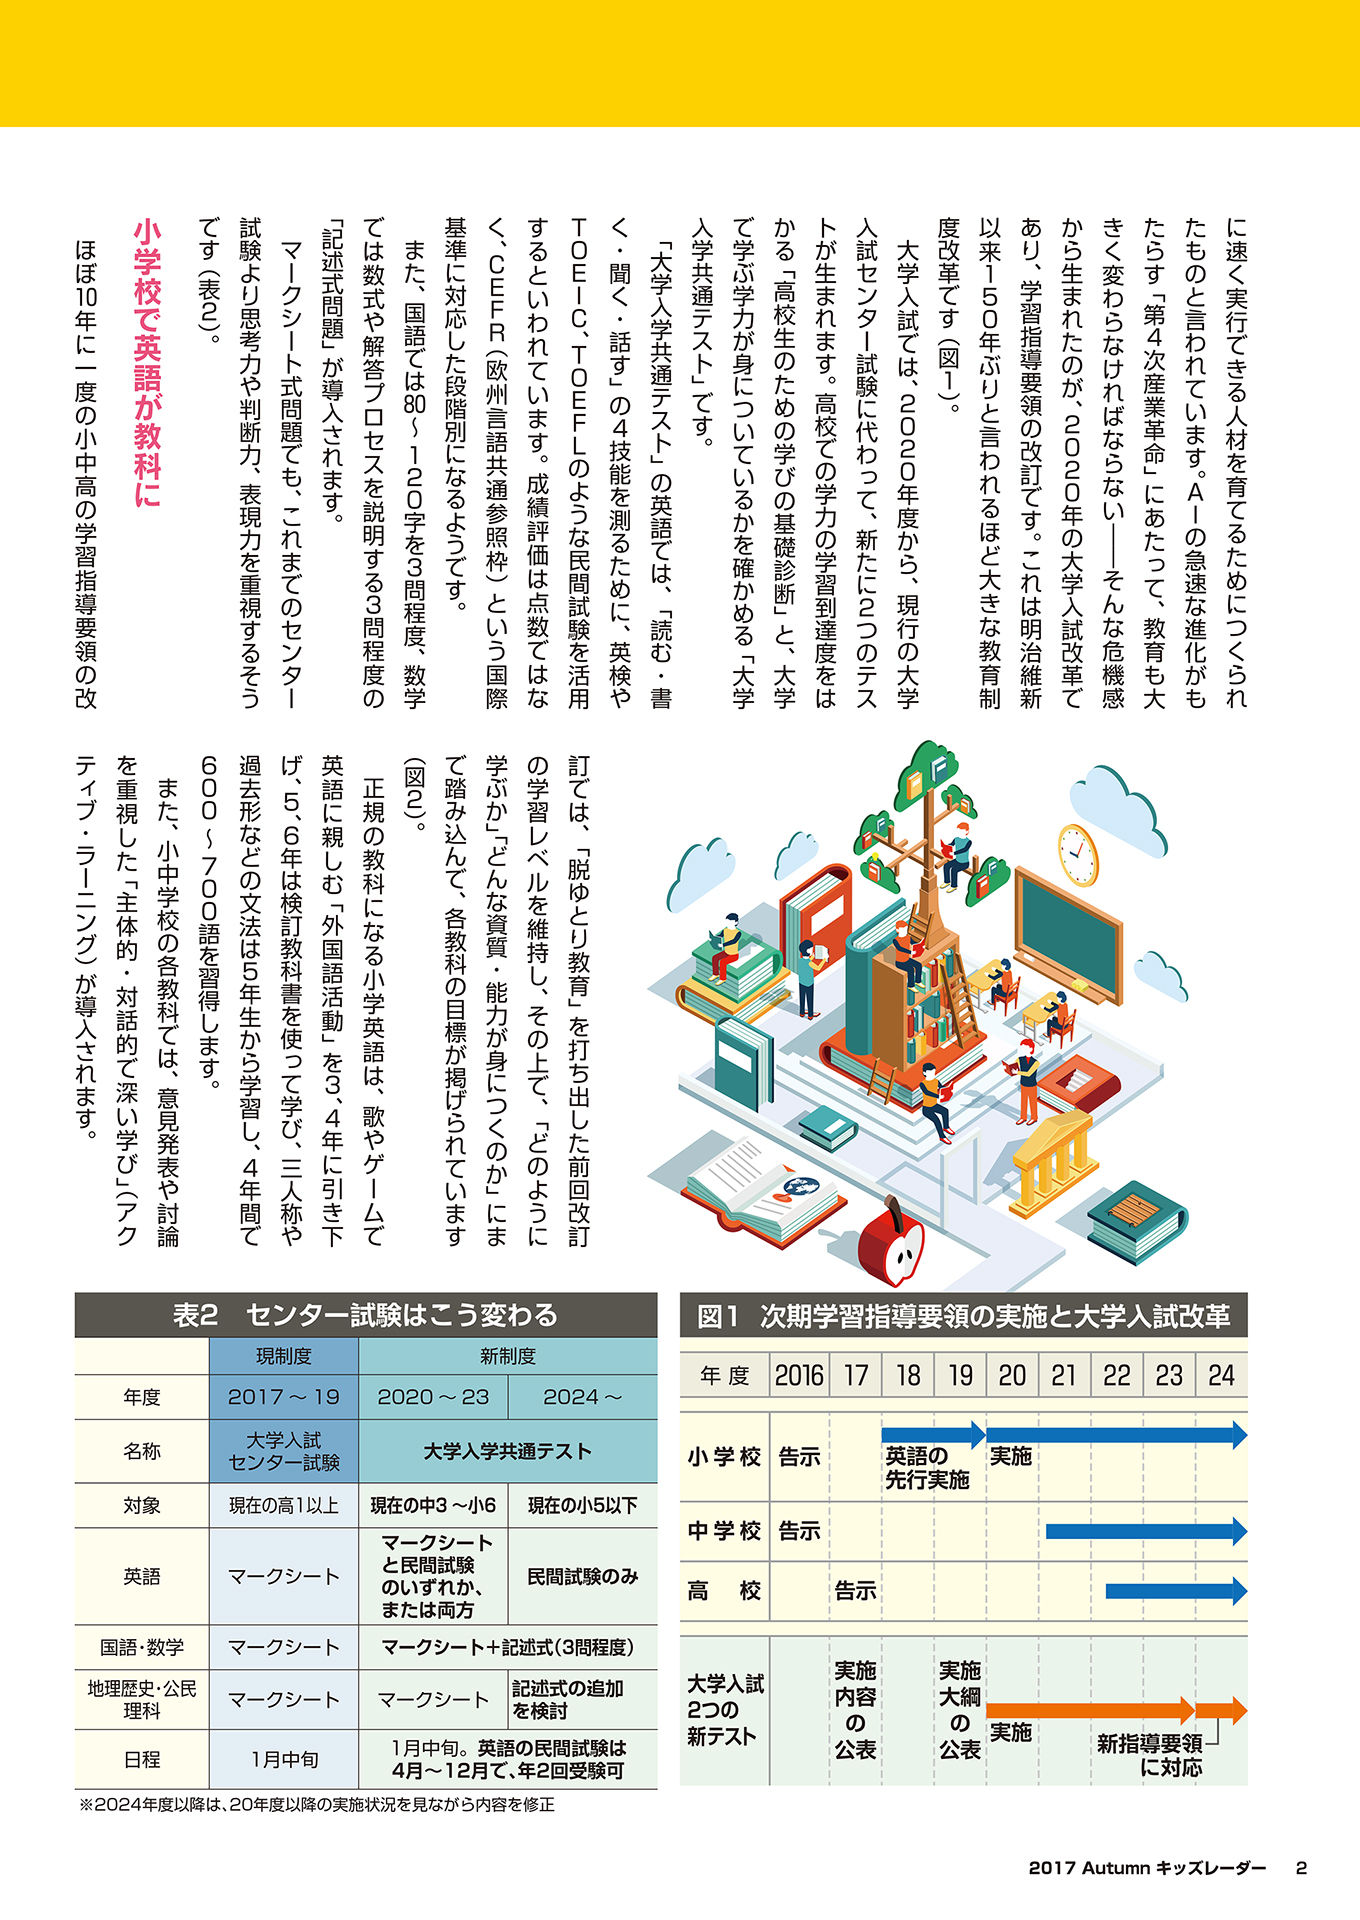 に速く実行できる人材を育てるためにつくられ
たものと言われています。AIの急速な進化がも
たらす「第4次産業革命」にあたって、教育も大
きく変わらなければならない――そんな危機感
から生まれたのが、2020年の大学入試改革で
あり、学習指導要領の改訂です。これは明治維新
以来150年ぶりと言われるほど大きな教育制
度改革です（図1）。
大学入試では、2020年度から、現行の大学
入試センター試験に代わって、新たに2つのテス
トが生まれます。高校での学力の学習到達度をは
かる「高校生のための学びの基礎診断」と、大学
で学ぶ学力が身についているかを確かめる「大学
入学共通テスト」です。
「大学入学共通テスト」の英語では、「読む・書
く・聞く・話す」の4技能を測るために、英検や
TOEIC、TOEFLのような民間試験を活用
するといわれています。成績評価は点数ではな
く、CEFR（欧州言語共通参照枠）という国際
基準に対応した段階別になるようです。
また、国語では80～120字を3問程度、数学
では数式や解答プロセスを説明する3問程度の
「記述式問題」が導入されます。
マークシート式問題でも、これまでのセンター
試験より思考力や判断力、表現力を重視するそう
です（表2）。
小学校で英語が教科に
ほぼ10年に一度の小中高の学習指導要領の改
訂では、「脱ゆとり教育」を打ち出した前回改訂
の学習レベルを維持し、その上で、「どのように
学ぶか」「どんな資質・能力が身につくのか」にま
で踏み込んで、各教科の目標が掲げられています
（図2）。
正規の教科になる小学英語は、歌やゲームで
英語に親しむ「外国語活動」を3、4年に引き下
げ、5、6年は検訂教科書を使って学び、三人称や
過去形などの文法は5年生から学習し、4年間で
600～700語を習得します。
また、小中学校の各教科では、意見発表や討論
を重視した「主体的・対話的で深い学び」（アク
ティブ・ラーニング）が導入されます。
図1 次期学習指導要領の実施と大学入試改革
年度 2016 17 18 19 20 21 22 23 24
小学校 告示 英語の 実施
先行実施
中学校 告示
高校 告示
大学入試
2つの
新テスト
実施
内容
の
公表
実施
大綱
の
公表
実施
新指導要領
に対応
表2 センター試験はこう変わる
現制度 新制度
年度 2017～19 2020～23 2024～
名称 大学入試
センター試験 大学入学共通テスト
対象 現在の高1以上 現在の中3～小6 現在の小5以下
英語 マークシート マークシート
と民間試験
のいずれか、
または両方 民間試験のみ
国語・数学 マークシート マークシート＋記述式（3問程度）
地理歴史・公民
理科 マークシート マークシート 記述式の追加
を検討
日程 1月中旬 1月中旬。英語の民間試験は
4月～12月で、年2回受験可
※2024年度以降は、20年度以降の実施状況を見ながら内容を修正
2017 Autumn キッズレーダー 2